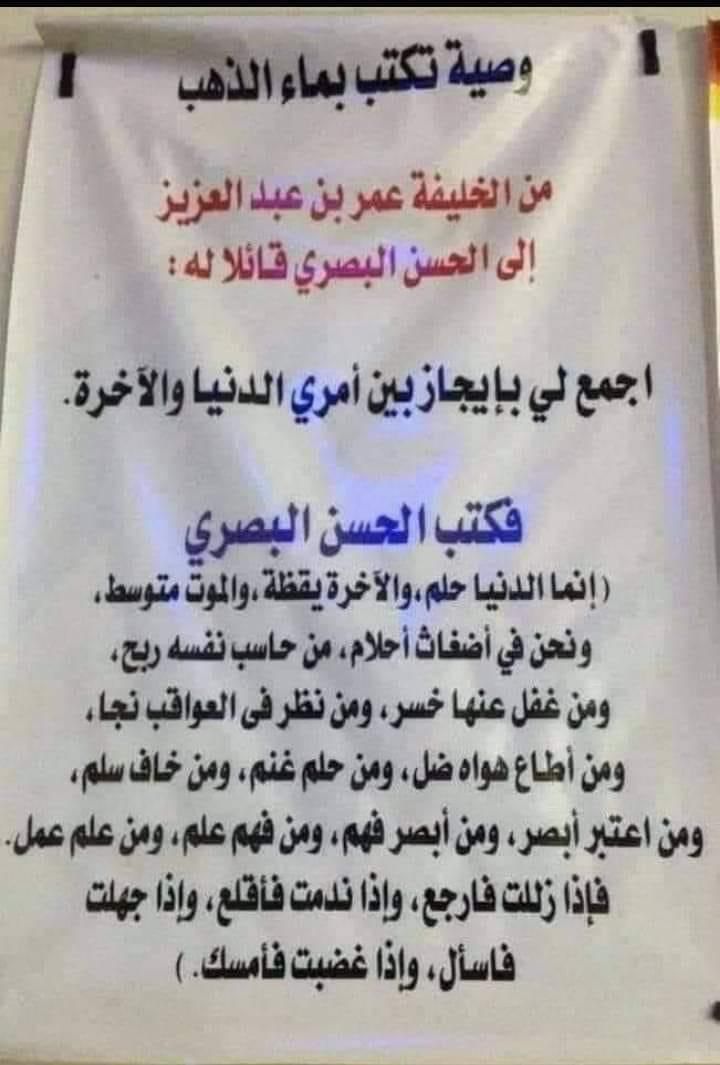 وصية تكتب بماء الذهب
من الخليفة عمر بن عبد العزيز
إلى الحسن البصري قائلا له :
اجمع لي بإيجاز بين أمري الدنيا والآخرة.
فكتب الحسن البصري
( إنما الدنيا حلم، والآخرة يقظة، والموت متوسط،
ونحن في أضغاث أحلام، من حاسب نفسه ربح،
ومن غفل عنها خسر، ومن نظر فى العواقب نجا،
ومن أطاع هواه ضل، ومن حلم غنم، ومن خاف سلم،
ومن اعتبر أبصر، ومن أبصر فهم، ومن فهم علم، ومن علم عمل.
فإذا زللت فارجع، وإذا ندمت فأقلع، وإذا جهلت
فاسأل، وإذا غضبت فأمسك. )